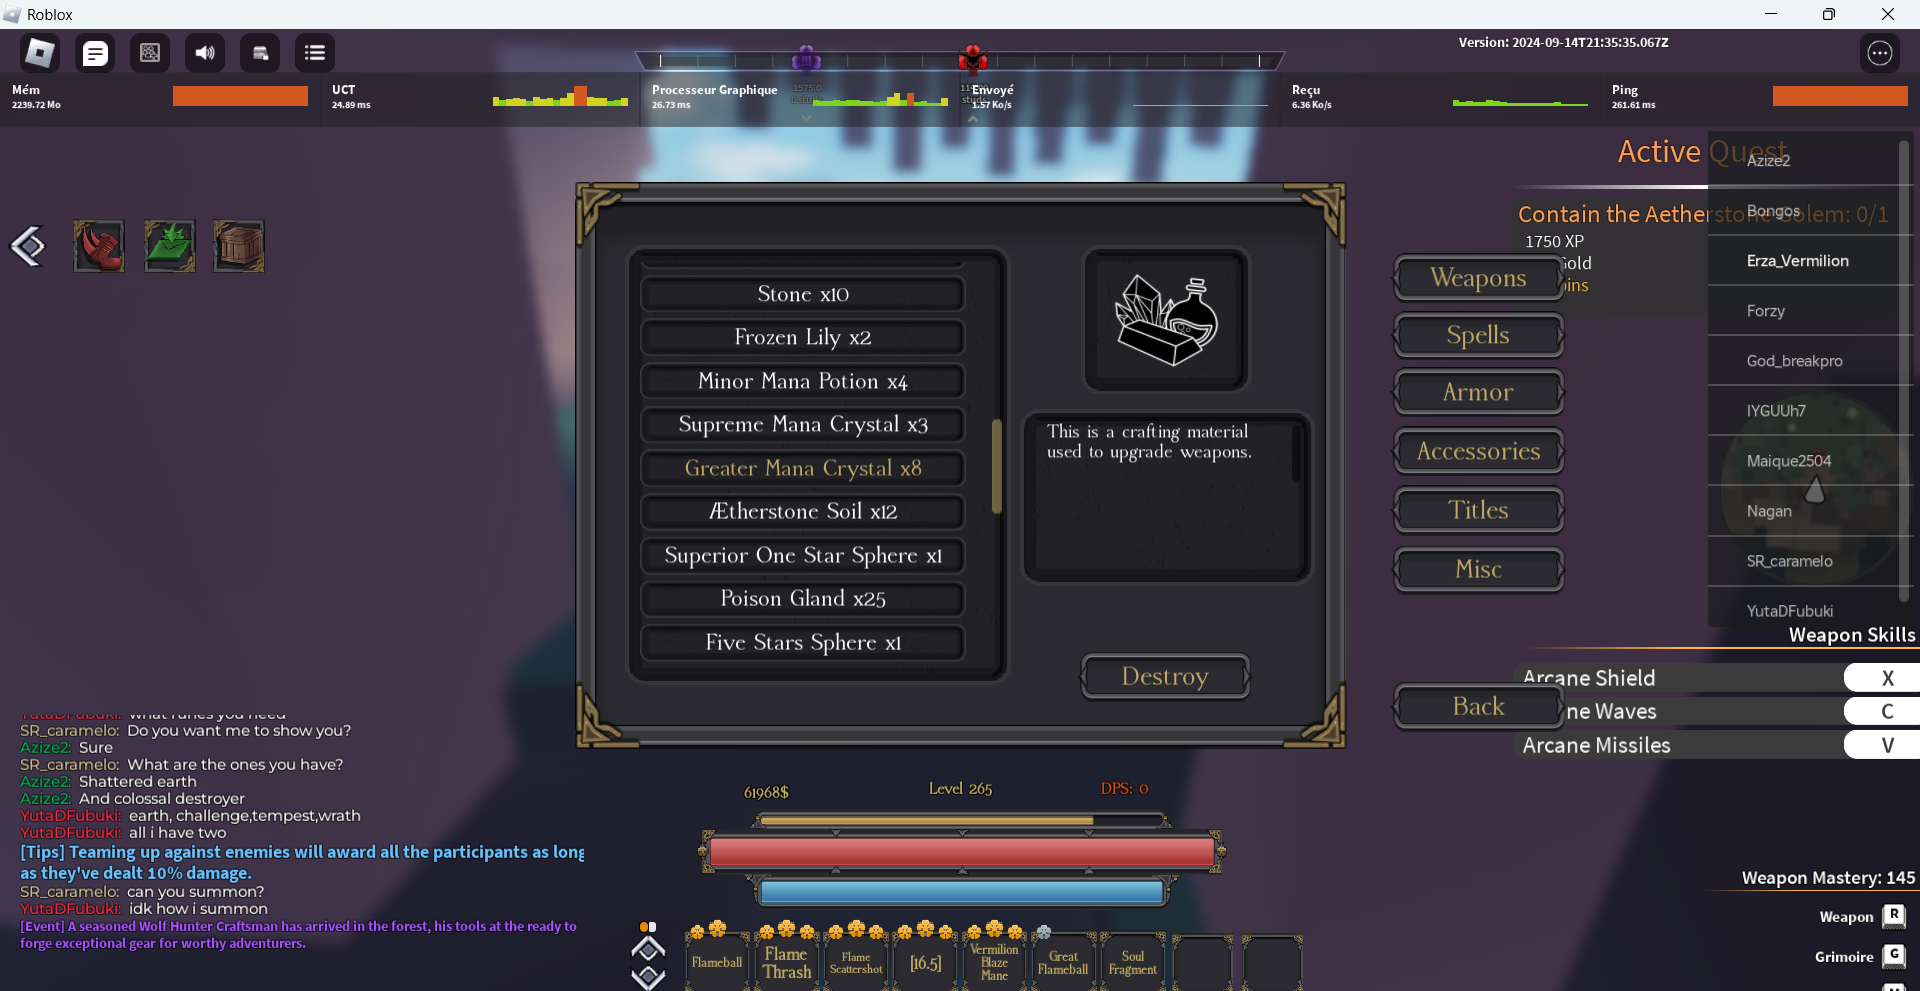 Roblox
Version: 2024-09-14T21:35:35.067Z
Mém
2239.72 Mo
UCT
24.89 ms
Processeur Graphique
26.73 ms
1575.0
Envoyé
1.57 Ko/s
Reçu
6.36 Ko/s
Ping
261.61 ms
Active Quest
Contain the Aetherstone Golem: 0/1
1750 XP
Gold
Azize2
Bongos
Erza_Vermilion
Forzy
God_breakpro
IYGUUh7
Maique2504
Nagan
SR_caramelo
YutaDFubuki
Stone x10
Frozen Lily x2
Minor Mana Potion x4
Supreme Mana Crystal x3
Greater Mana Crystal x8
Ætherstone Soil x12
Superior One Star Sphere x1
Poison Gland x25
Five Stars Sphere x1
This is a crafting material
used to upgrade weapons.
Destroy
Weapons
Spells
Armor
Accessories
Titles
Misc
Back
Weapon Skills
Arcane Shield X
ne Waves C
Arcane Missiles V
YutaDFubuki: what runes you need
SR_caramelo: Do you want me to show you?
Azize2: Sure
SR_caramelo: What are the ones you have?
Azize2: Shattered earth
Azize2: And colossal destroyer
YutaDFubuki: earth, challenge,tempest,wrath
YutaDFubuki: all i have two
[Tips] Teaming up against enemies will award all the participants as long
as they've dealt 10% damage.
SR_caramelo: can you summon?
YutaDFubuki: idk how i summon
[Event] A seasoned Wolf Hunter Craftsman has arrived in the forest, his tools at the ready to
forge exceptional gear for worthy adventurers.
61968$
Level 265
DPS: 0
Flameball
Flame
Thrash
Flame
Scattershot
[16.5]
Vermilion
Blaze
Mane
Great
Flameball
Soul
Fragment
Weapon Mastery: 145
Weapon R
Grimoire G